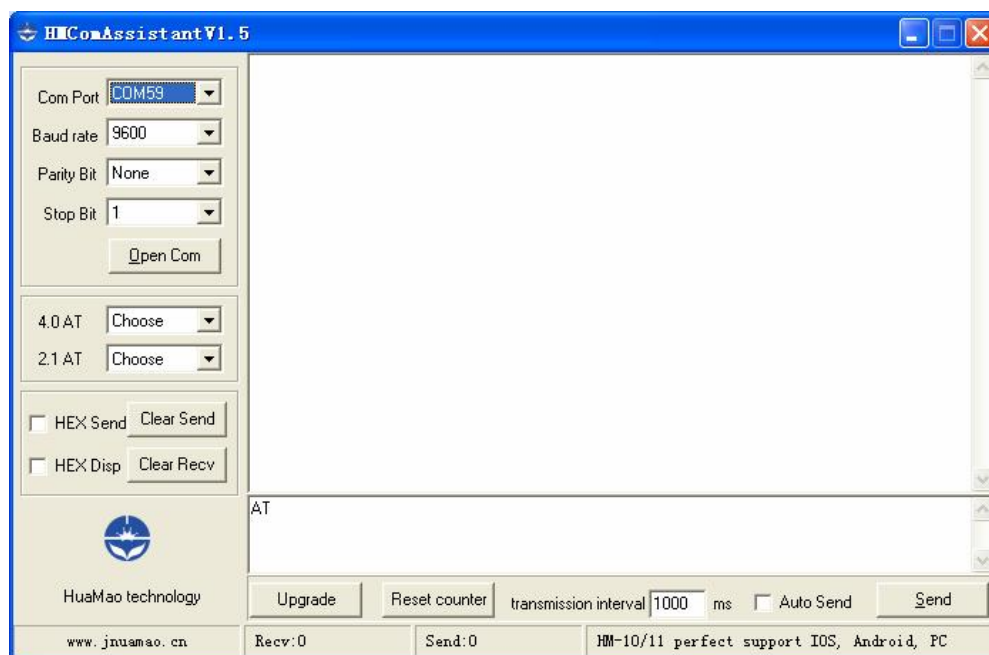 HMComAssistantV1.5
Com Port COM59
Baud rate 9600
Parity Bit None
Stop Bit 1
Open Com
4.0 AT Choose
2.1 AT Choose
HEX Send Clear Send
HEX Disp Clear Recv
AT
HuaMao technology
Upgrade Reset counter transmission interval 1000 ms Auto Send Send
www.jnuamao.cn Recv:0 Send:0 HM-10/11 perfect support IOS, Android, PC